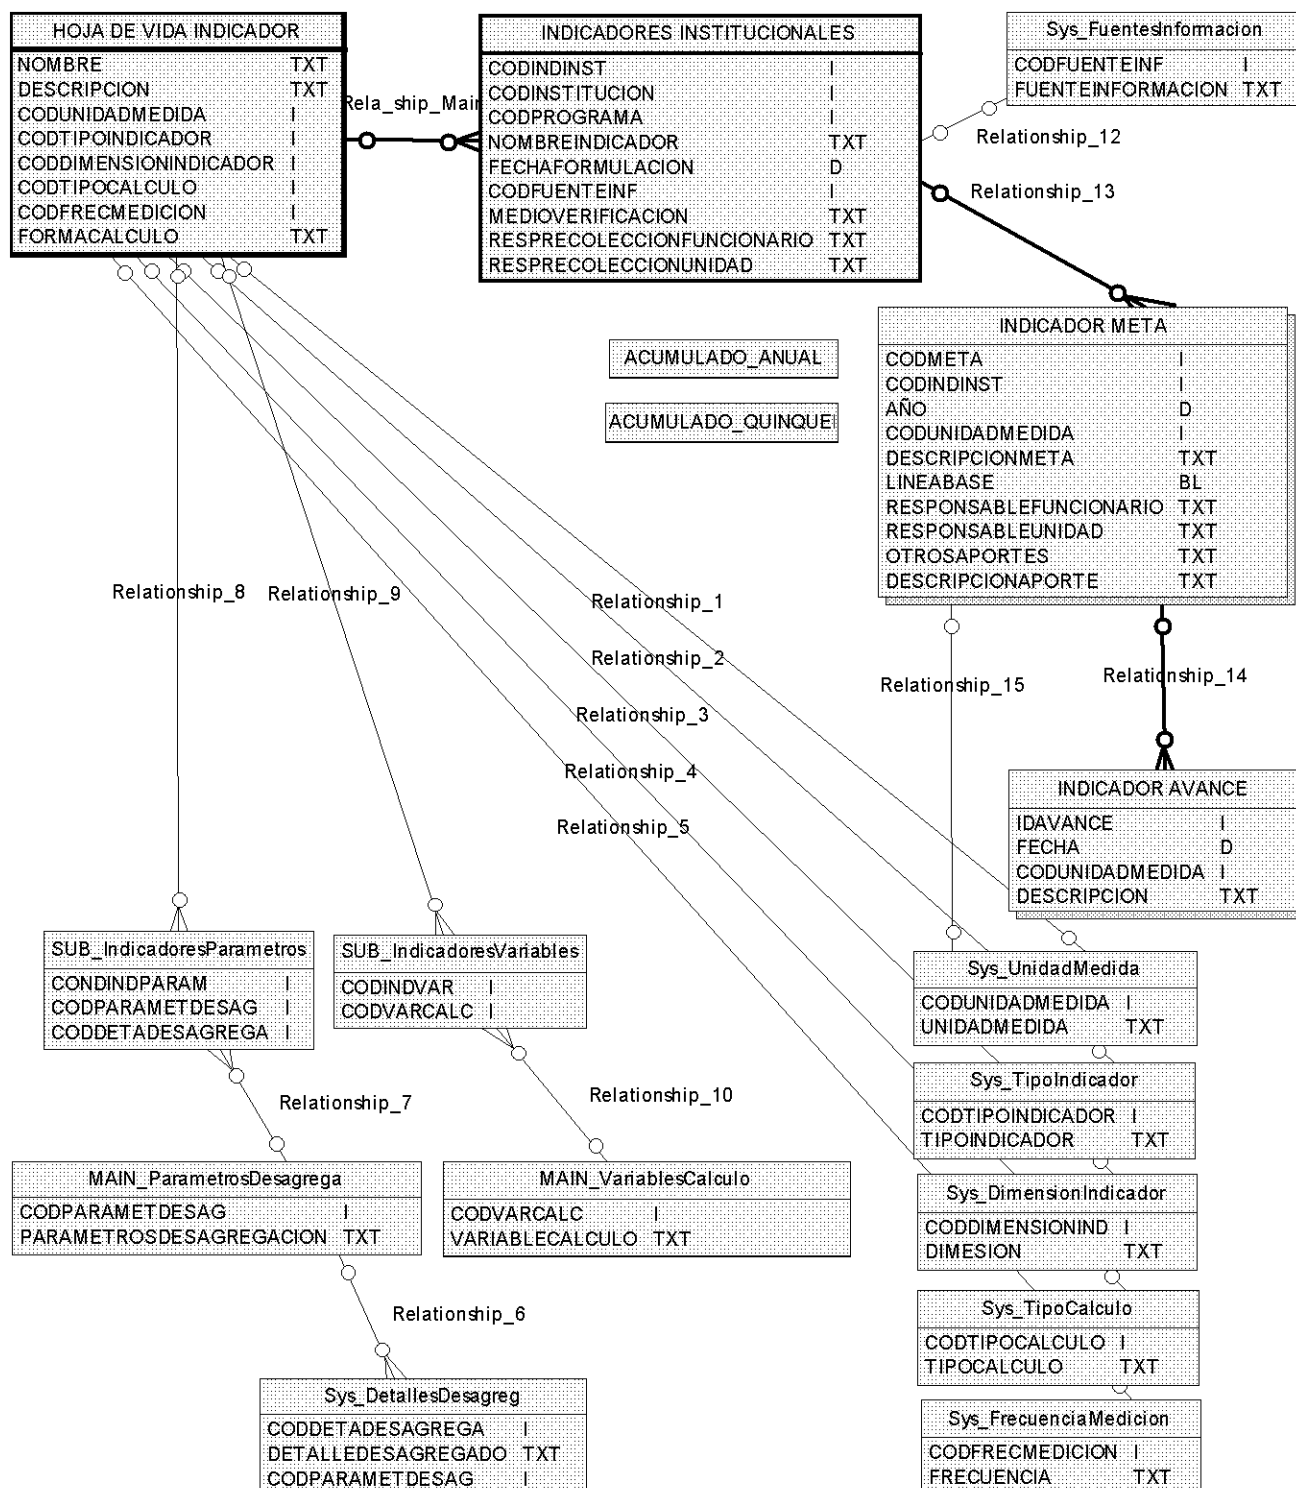 HOJA DE VIDA INDICADOR
NOMBRE TXT
DESCRIPCION TXT
CODUNIDADMEDIDA I
CODTIPOINDICADOR I
CODDIMENSIONINDICADOR I
CODTIPOCALCULO I
CODFRECMEDICION I
FORMACALCULO TXT
Rela_ship_Main
INDICADORES INSTITUCIONALES
CODINDINST I
CODINSTITUCION I
CODPROGRAMA I
NOMBREINDICADOR TXT
FECHAFORMULACION D
CODFUENTEINF I
MEDIOVERIFICACION TXT
RESPRECOLECCIONFUNCIONARIO TXT
RESPRECOLECCIONUNIDAD TXT
Sys_FuentesInformacion
CODFUENTEINF I
FUENTEINFORMACION TXT
Relationship_12
Relationship_13
ACUMULADO_ANUAL
ACUMULADO_QUINQUE
INDICADOR META
CODMETA I
CODINDINST I
AÑO D
CODUNIDADMEDIDA I
DESCRIPCIONMETA TXT
LINEABASE BL
RESPONSABLEFUNCIONARIO TXT
RESPONSABLEUNIDAD TXT
OTROSAPORTES TXT
DESCRIPCIONAPORTE TXT
Relationship_8
Relationship_9
Relationship_1
Relationship_2
Relationship_3
Relationship_4
Relationship_5
Relationship_15
Relationship_14
INDICADOR AVANCE
IDAVANCE I
FECHA D
CODUNIDADMEDIDA I
DESCRIPCION TXT
SUB_IndicadoresParametros
CONDINDPARAM I
CODPARAMETDESAG I
CODDETADESAGREGA I
SUB_IndicadoresVariables
CODINDVAR I
CODVARCALC I
Sys_UnidadMedida
CODUNIDADMEDIDA I
UNIDADMEDIDA TXT
Relationship_7
Relationship_10
Sys_TipoIndicador
CODTIPOINDICADOR I
TIPOINDICADOR TXT
MAIN_ParametrosDesagrega
CODPARAMETDESAG I
PARAMETROSDESAGREGACION TXT
MAIN_VariablesCalculo
CODVARCALC I
VARIABLECALCULO TXT
Sys_DimensionIndicador
CODDIMENSIONIND I
DIMESION TXT
Relationship_6
Sys_TipoCalculo
CODTIPOCALCULO I
TIPOCALCULO TXT
Sys_DetallesDesagreg
CODDETADESAGREGA I
DETALLEDESAGREGADO TXT
CODPARAMETDESAG I
Sys_FrecuenciaMedicion
CODFRECMEDICION I
FRECUENCIA TXT